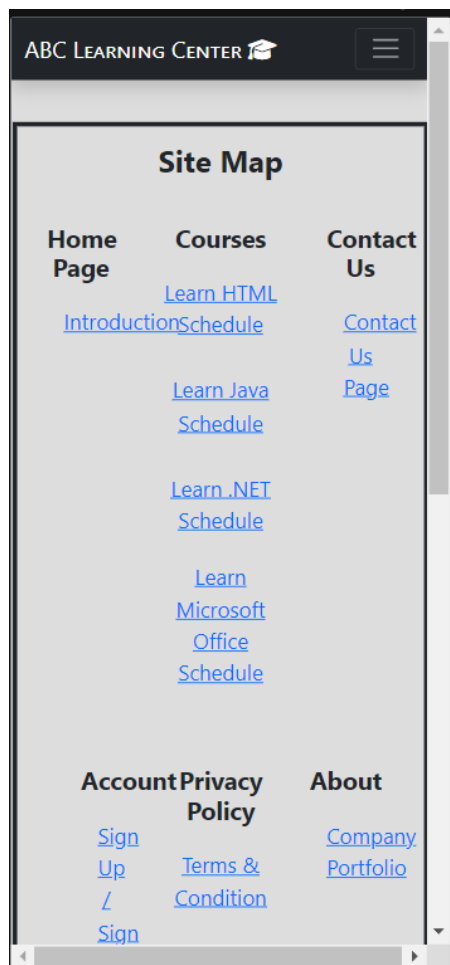 ABC Learning Center
Site Map
Home
Page
Introduction
Courses
Learn HTML
Schedule
Learn Java
Schedule
Learn .NET
Schedule
Learn
Microsoft
Office
Schedule
Contact
Us
Contact
Us
Page
Account
Sign
Up
/
Sign
Privacy
Policy
Terms &
Condition
About
Company
Portfolio